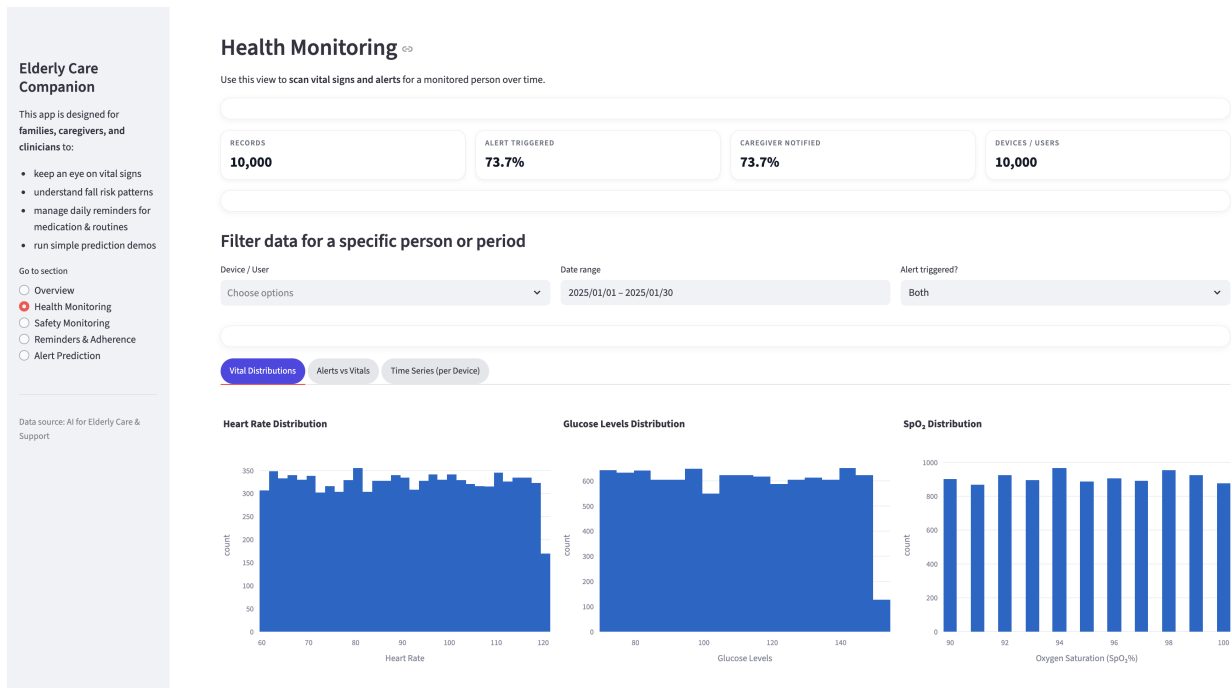 Elderly Care
Companion
This app is designed for
families, caregivers, and
clinicians to:
keep an eye on vital signs
understand fall risk patterns
manage daily reminders for
medication & routines
run simple prediction demos
Go to section
Overview
Health Monitoring
Safety Monitoring
Reminders & Adherence
Alert Prediction
Data source: AI for Elderly Care &
Support
Health Monitoring
Use this view to scan vital signs and alerts for a monitored person over time.
RECORDS
10,000
ALERT TRIGGERED
73.7%
CAREGIVER NOTIFIED
73.7%
DEVICES / USERS
10,000
Filter data for a specific person or period
Device / User
Choose options
Date range
2025/01/01 – 2025/01/30
Alert triggered?
Both
Vital Distributions
Alerts vs Vitals
Time Series (per Device)
Heart Rate Distribution
350
300
250
200
150
100
50
0
count
60 70 80 90 100 110 120
Heart Rate
Glucose Levels Distribution
600
500
400
300
200
100
0
count
80 100 120 140
Glucose Levels
SpO₂ Distribution
1000
800
600
400
200
0
count
90 92 94 96 98 100
Oxygen Saturation (SpO₂%)